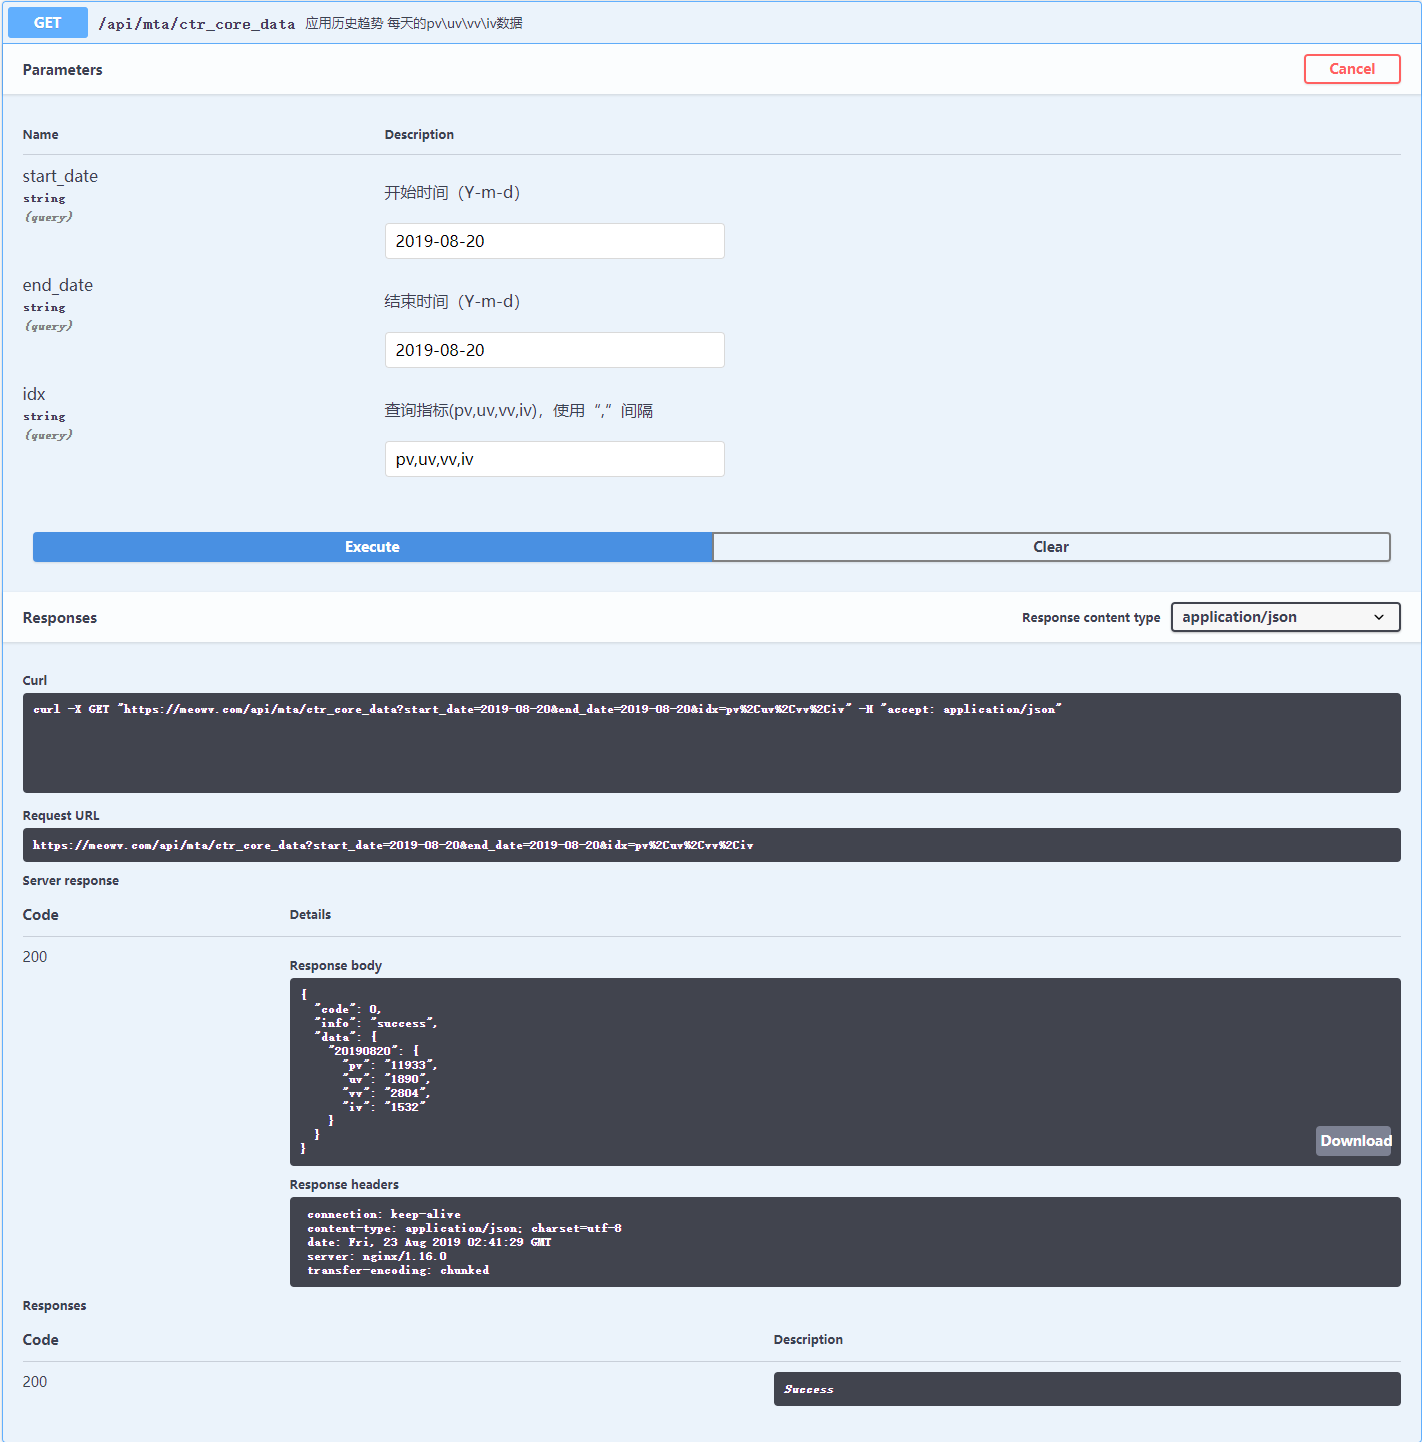 GET /api/mta/ctr_core_data 应用历史趋势 每天的pv\uv\vv\iv数据
Parameters Cancel
Name Description
start_date
string
(query)
开始时间（Y-m-d）
2019-08-20
end_date
string
(query)
结束时间（Y-m-d）
2019-08-20
idx
string
(query)
查询指标(pv,uv,vv,iv)，使用“,”间隔
pv,uv,vv,iv
Execute Clear
Responses Response content type application/json
Curl
curl -X GET "https://meowv.com/api/mta/ctr_core_data?start_date=2019-08-20&end_date=2019-08-20&idx=pv%2Cuv%2Cvv%2Civ" -H "accept: application/json"
Request URL
https://meowv.com/api/mta/ctr_core_data?start_date=2019-08-20&end_date=2019-08-20&idx=pv%2Cuv%2Cvv%2Civ
Server response
Code Details
200
Response body
{
  "code": 0,
  "info": "success",
  "data": {
    "20190820": {
      "pv": "11933",
      "uv": "1890",
      "vv": "2804",
      "iv": "1532"
    }
  }
}
Download
Response headers
connection: keep-alive
content-type: application/json; charset=utf-8
date: Fri, 23 Aug 2019 02:41:29 GMT
server: nginx/1.16.0
transfer-encoding: chunked
Responses
Code Description
200 Success